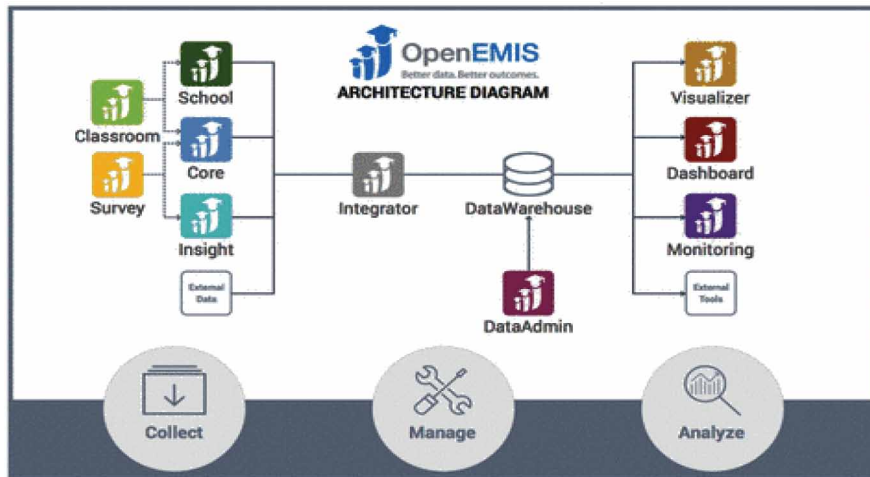 OpenEMIS
Better data. Better outcomes.
ARCHITECTURE DIAGRAM
School
Classroom
Core
Survey
Insight
External
Data
Integrator
DataWarehouse
DataAdmin
Visualizer
Dashboard
Monitoring
External
Tools
Collect
Manage
Analyze